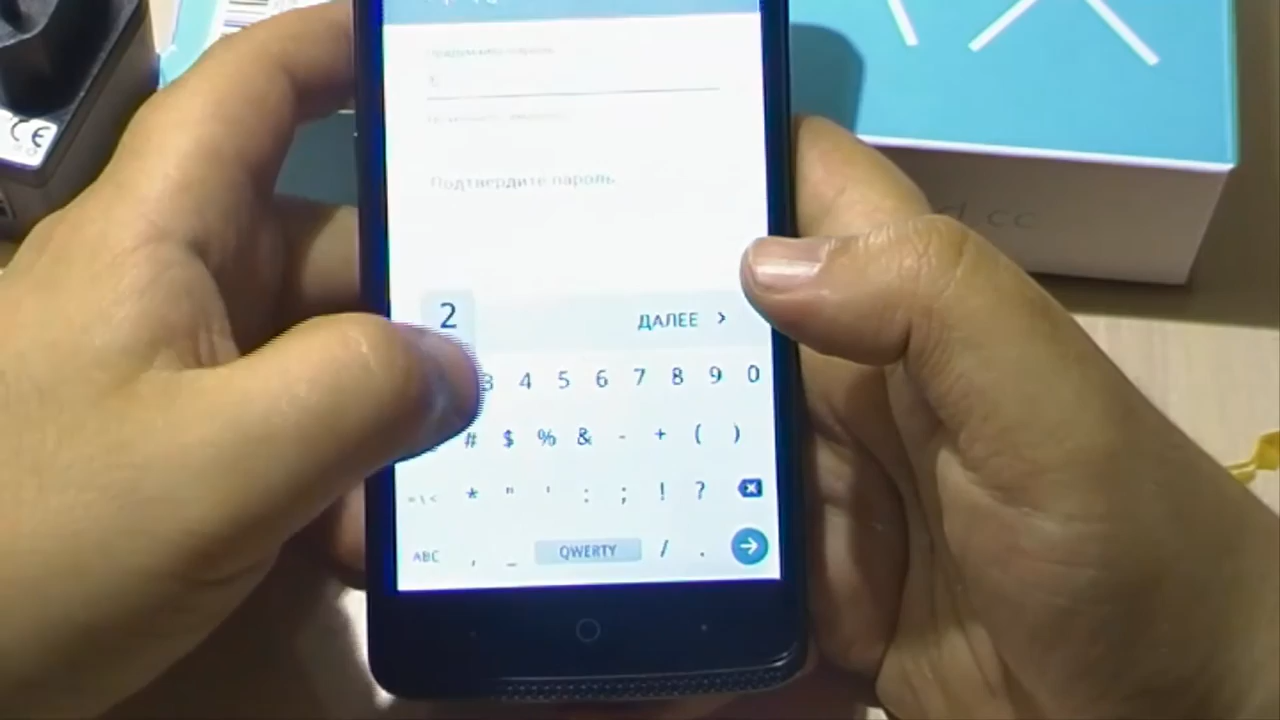 Подтвердите пароль
2
ДАЛЕЕ >
3 4 5 6 7 8 9 0
# $ % & - + ( )
= \ < * " ' : ; ! ?
ABC , _ QWERTY / .
CE